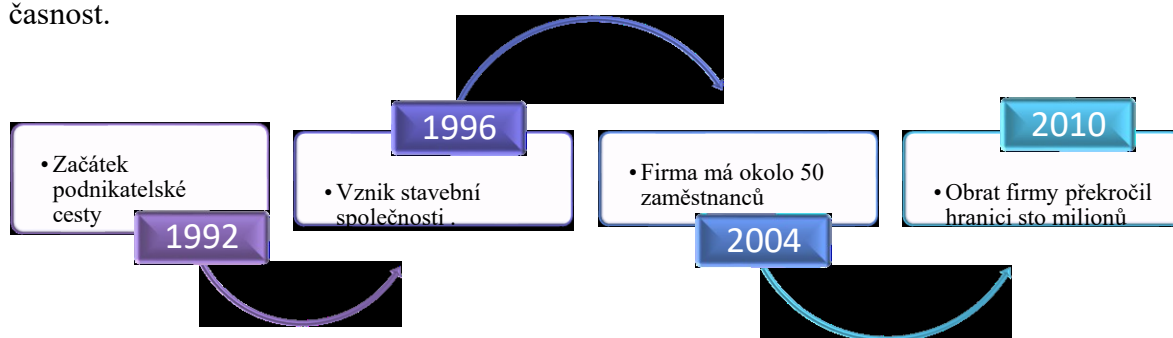 časnost.
• Začátek
podnikatelské
cesty
1992
1996
• Vznik stavební
společnosti .
• Firma má okolo 50
zaměstnanců
2004
2010
• Obrat firmy překročil
hranici sto milionů